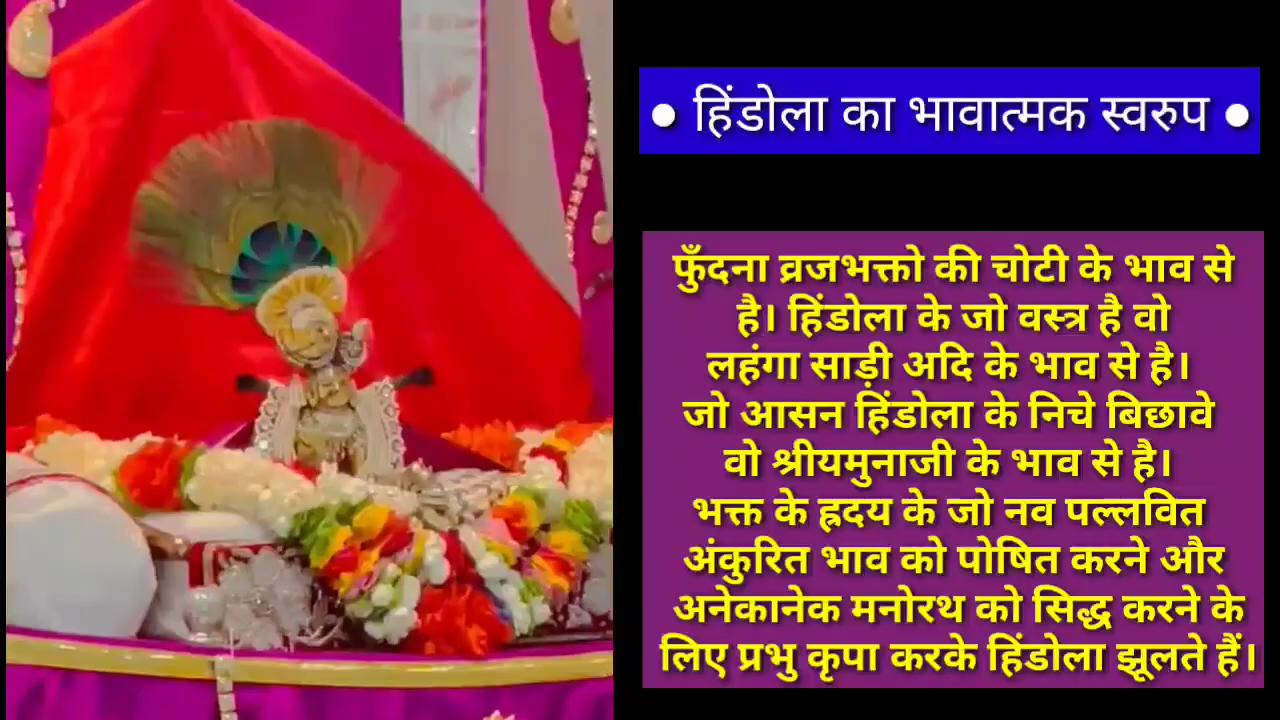 ● हिंडोला का भावात्मक स्वरुप ●
फुँदना व्रजभक्तो की चोटी के भाव से
है। हिंडोला के जो वस्त्र है वो
लहंगा साड़ी अदि के भाव से है।
जो आसन हिंडोला के निचे बिछावे
वो श्रीयमुनाजी के भाव से है।
भक्त के ह्रदय के जो नव पल्लवित
अंकुरित भाव को पोषित करने और
अनेकानेक मनोरथ को सिद्ध करने के
लिए प्रभु कृपा करके हिंडोला झूलते हैं।